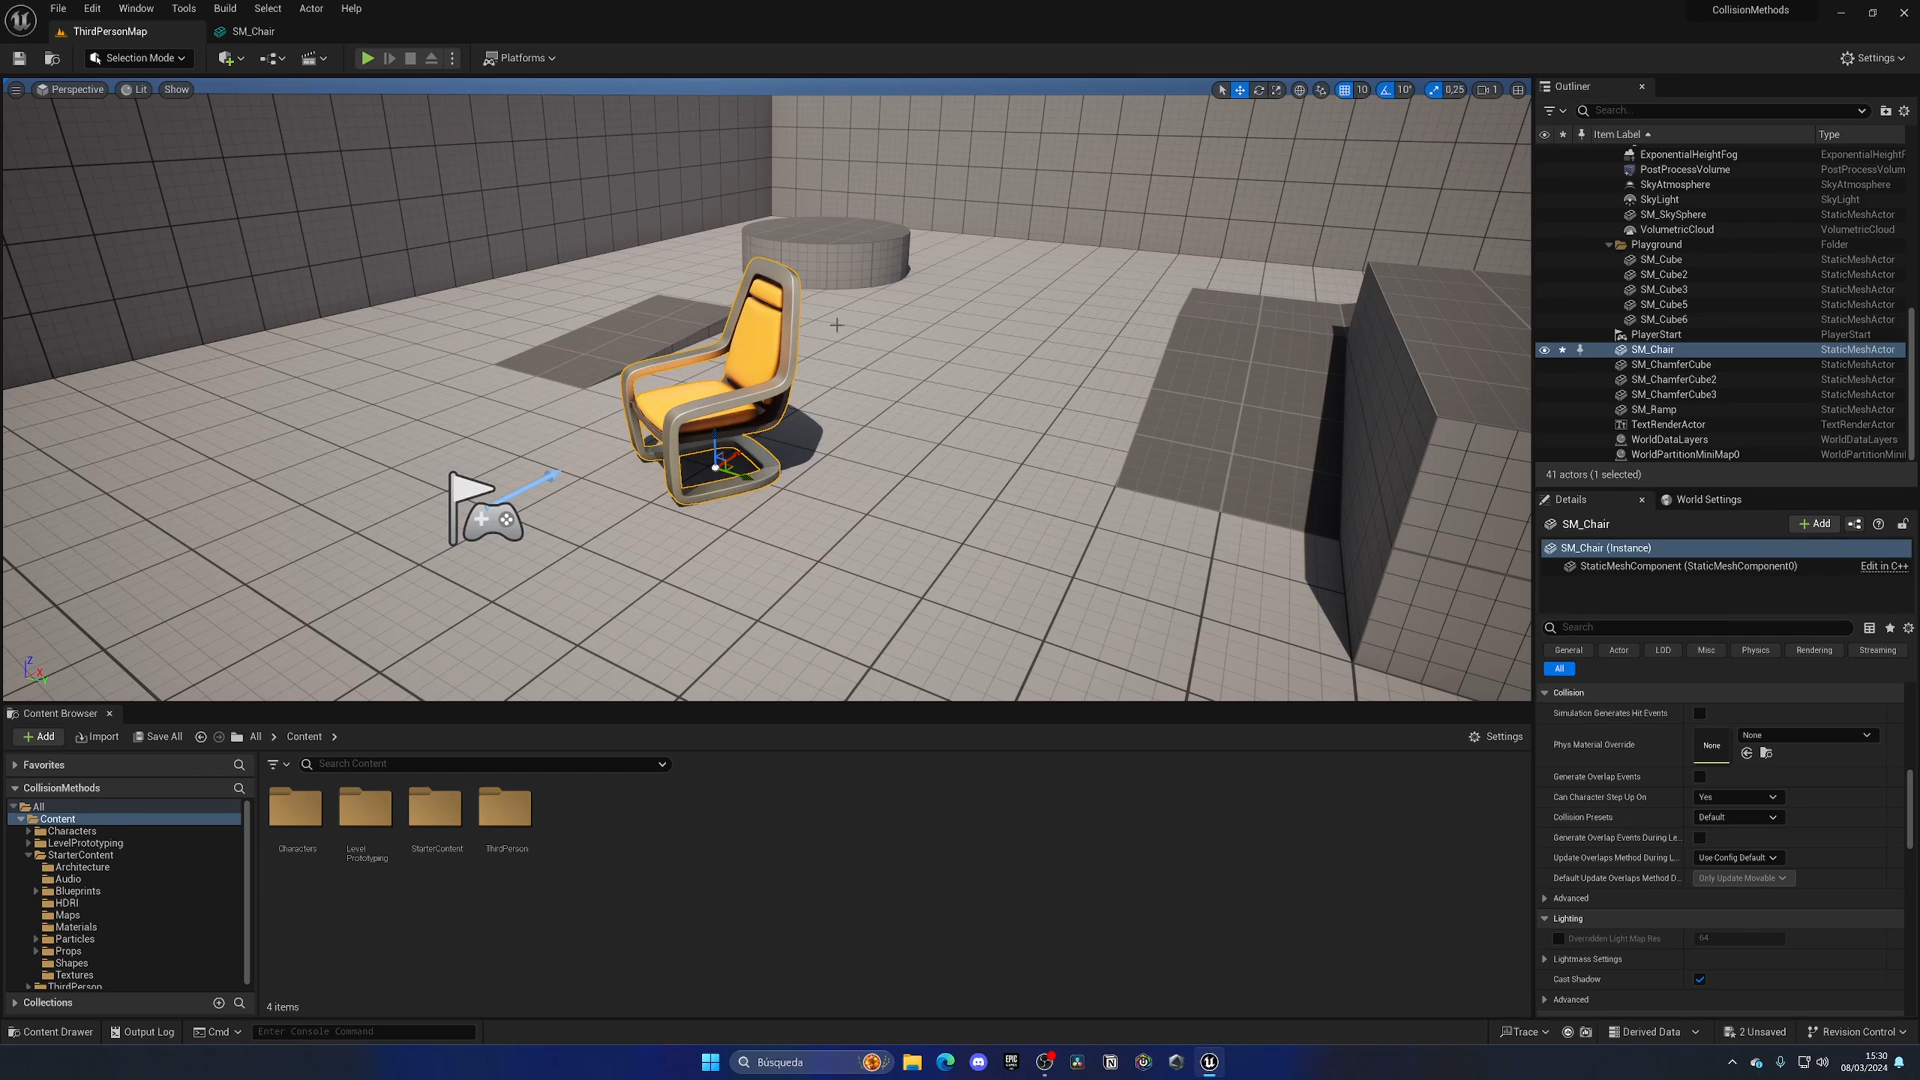 File Edit Window Tools Build Select Actor Help
CollisionMethods
ThirdPersonMap
SM_Chair
Selection Mode
Platforms
Settings
Perspective
Lit
Show
10
10°
0,25
1
Outliner
Search...
Item Label
Type
ExponentialHeightFog ExponentialHeightF
PostProcessVolume PostProcessVolum
SkyAtmosphere SkyAtmosphere
SkyLight SkyLight
SM_SkySphere StaticMeshActor
VolumetricCloud VolumetricCloud
Playground Folder
SM_Cube StaticMeshActor
SM_Cube2 StaticMeshActor
SM_Cube3 StaticMeshActor
SM_Cube5 StaticMeshActor
SM_Cube6 StaticMeshActor
PlayerStart PlayerStart
SM_Chair StaticMeshActor
SM_ChamferCube StaticMeshActor
SM_ChamferCube2 StaticMeshActor
SM_ChamferCube3 StaticMeshActor
SM_Ramp StaticMeshActor
TextRenderActor TextRenderActor
WorldDataLayers WorldDataLayers
WorldPartitionMiniMap0 WorldPartitionMini
41 actors (1 selected)
Details
World Settings
SM_Chair
Add
SM_Chair (Instance)
StaticMeshComponent (StaticMeshComponent0)
Edit in C++
Search
General Actor LOD Misc Physics Rendering Streaming
All
Collision
Simulation Generates Hit Events
Phys Material Override
None
None
Generate Overlap Events
Can Character Step Up On Yes
Collision Presets Default
Generate Overlap Events During Le...
Update Overlaps Method During L... Use Config Default
Default Update Overlaps Method D... Only Update Movable
Advanced
Lighting
Overridden Light Map Res 64
Lightmass Settings
Cast Shadow
Advanced
Z
X
Y
Content Browser
Add
Import
Save All
All
Content
Settings
Favorites
CollisionMethods
All
Content
Characters
LevelPrototyping
StarterContent
Architecture
Audio
Blueprints
HDRI
Maps
Materials
Particles
Props
Shapes
Textures
ThirdPerson
Collections
Search Content
Characters
Level
Prototyping
StarterContent
ThirdPerson
4 items
Content Drawer
Output Log
Cmd
Enter Console Command
Trace
Derived Data
2 Unsaved
Revision Control
Búsqueda
EPIC
GAMES
15:30
08/03/2024